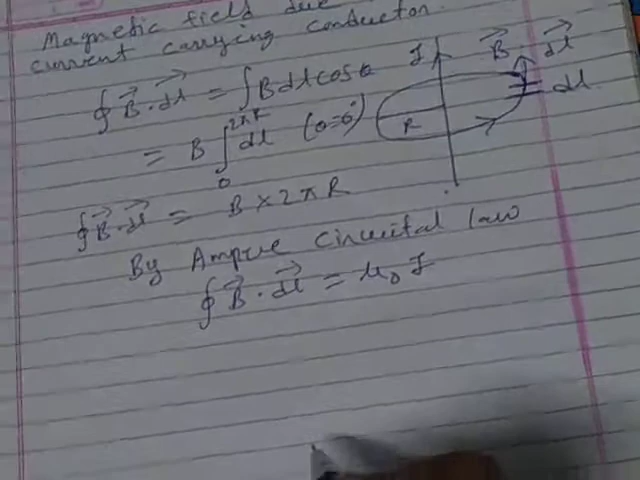 Magnetic field due
current carrying conductor.
∮ B⃗ · dl⃗ = ∫ B dl cosθ
= B ∫₀^{2πR} dl (θ=0°)
∮ B⃗ · dl⃗ = B × 2πR
By Ampire Circuital law
∮ B⃗ · dl⃗ = μ₀ I
I
B⃗ dl⃗
dl
R